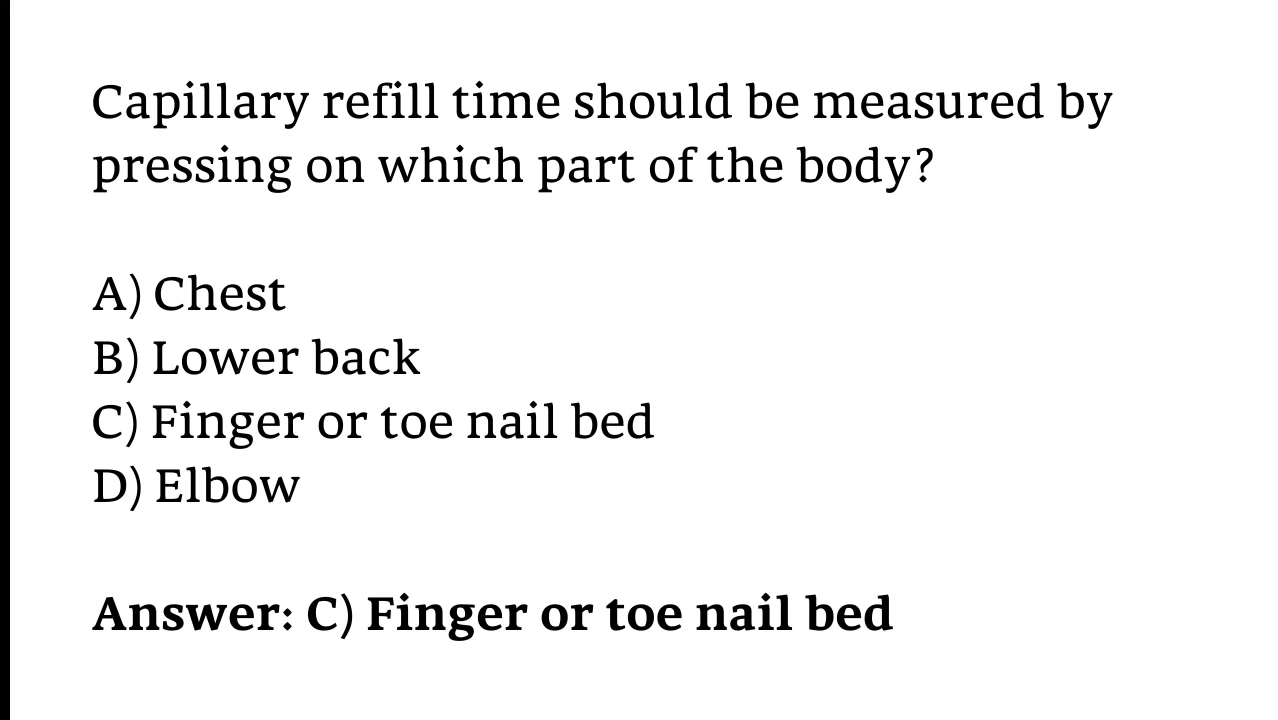 Capillary refill time should be measured by
pressing on which part of the body?
A) Chest
B) Lower back
C) Finger or toe nail bed
D) Elbow
Answer: C) Finger or toe nail bed